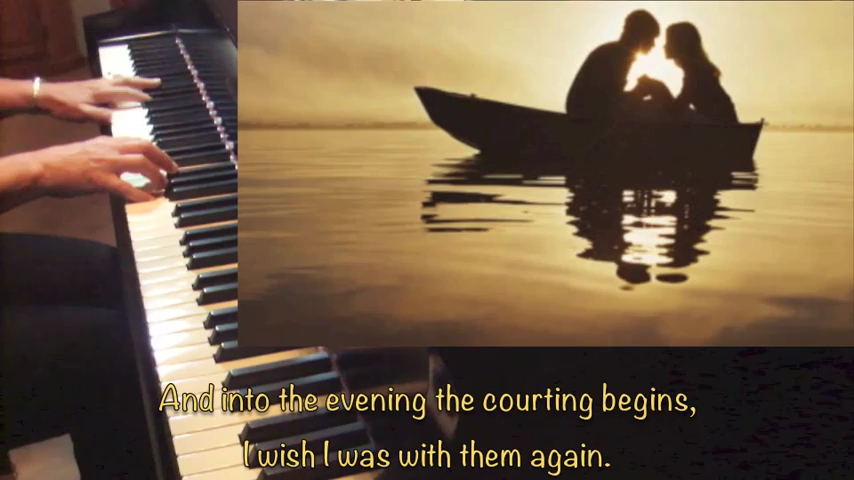 And into the evening the courting begins,
I wish I was with them again.